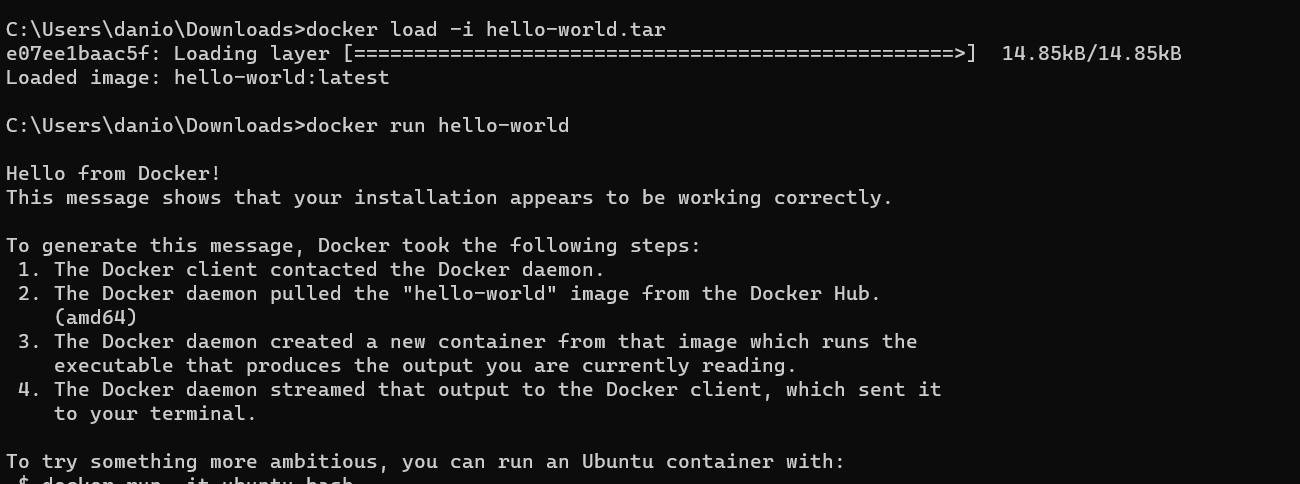 C:\Users\danio\Downloads>docker load -i hello-world.tar
e07ee1baac5f: Loading layer [==================================================>]  14.85kB/14.85kB
Loaded image: hello-world:latest
C:\Users\danio\Downloads>docker run hello-world
Hello from Docker!
This message shows that your installation appears to be working correctly.
To generate this message, Docker took the following steps:
 1. The Docker client contacted the Docker daemon.
 2. The Docker daemon pulled the "hello-world" image from the Docker Hub.
    (amd64)
 3. The Docker daemon created a new container from that image which runs the
    executable that produces the output you are currently reading.
 4. The Docker daemon streamed that output to the Docker client, which sent it
    to your terminal.
To try something more ambitious, you can run an Ubuntu container with:
 $ docker run -it ubuntu bash